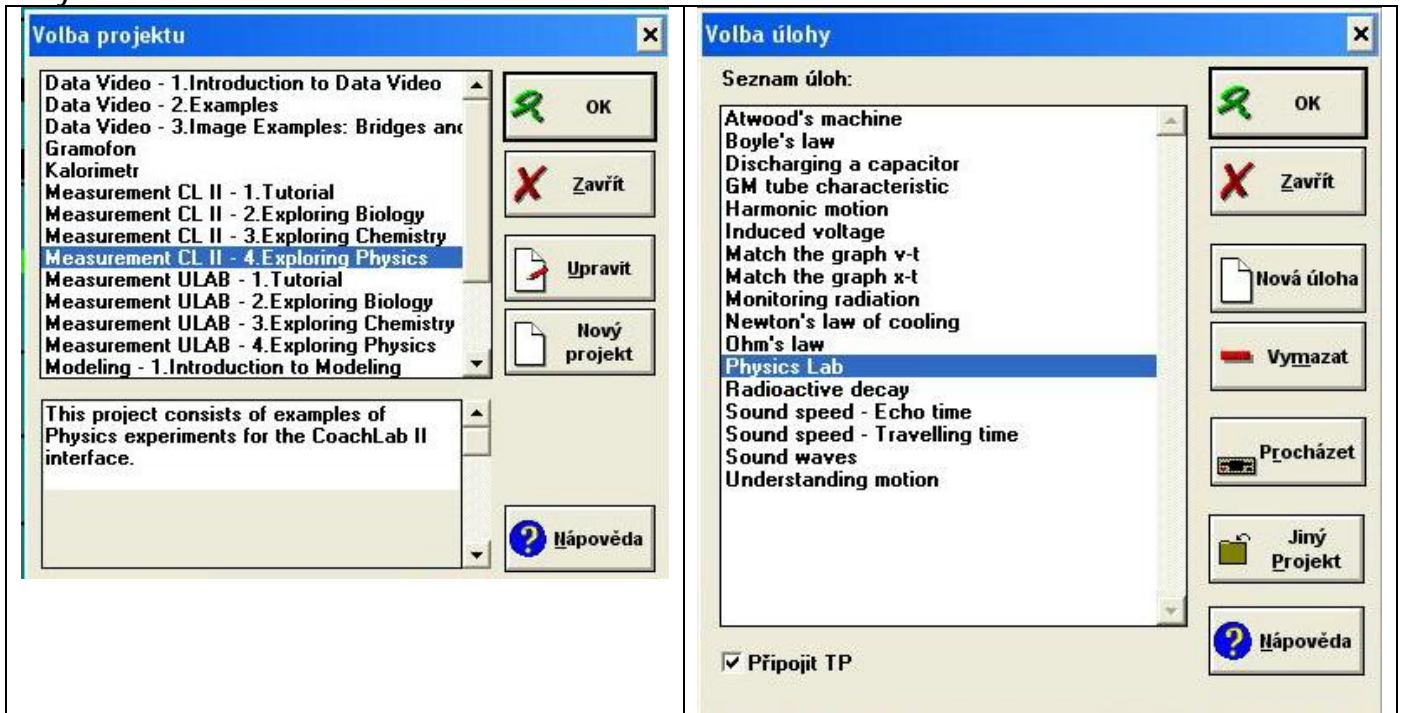 Volba projektu
Data Video - 1.Introduction to Data Video
Data Video - 2.Examples
Data Video - 3.Image Examples: Bridges and
Gramofon
Kalorimetr
Measurement CL II - 1.Tutorial
Measurement CL II - 2.Exploring Biology
Measurement CL II - 3.Exploring Chemistry
Measurement CL II - 4.Exploring Physics
Measurement ULAB - 1.Tutorial
Measurement ULAB - 2.Exploring Biology
Measurement ULAB - 3.Exploring Chemistry
Measurement ULAB - 4.Exploring Physics
Modeling - 1.Introduction to Modeling
This project consists of examples of
Physics experiments for the CoachLab II
interface.
OK
Zavřít
Upravit
Nový
projekt
Nápověda
Volba úlohy
Seznam úloh:
Atwood's machine
Boyle's law
Discharging a capacitor
GM tube characteristic
Harmonic motion
Induced voltage
Match the graph v-t
Match the graph x-t
Monitoring radiation
Newton's law of cooling
Ohm's law
Physics Lab
Radioactive decay
Sound speed - Echo time
Sound speed - Travelling time
Sound waves
Understanding motion
Připojit TP
OK
Zavřít
Nová úloha
Vymazat
Procházet
Jiný
Projekt
Nápověda